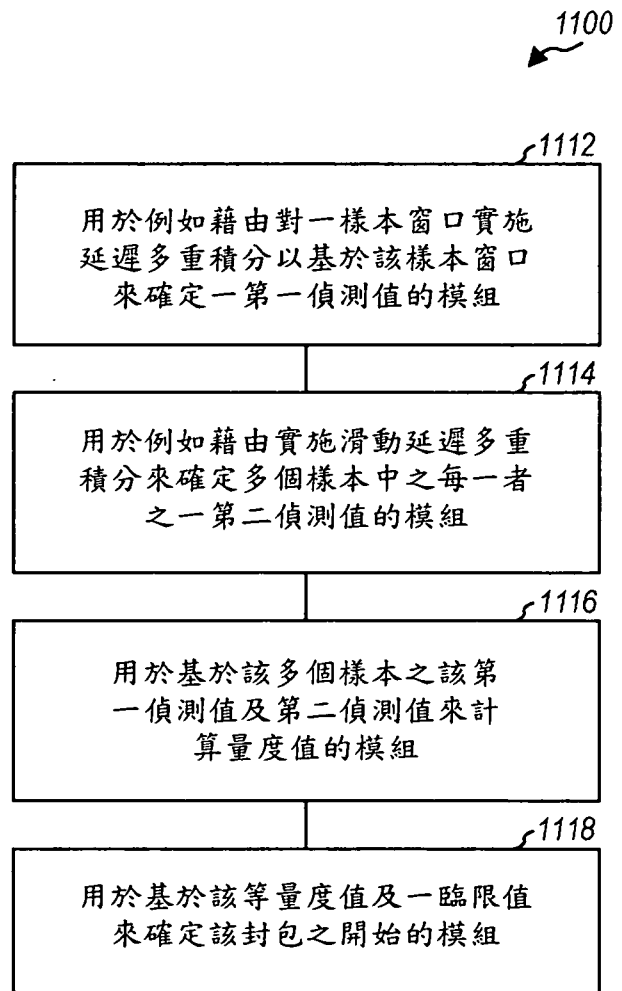 1100
1112
用於例如藉由對一樣本窗口實施
延遲多重積分以基於該樣本窗口
來確定一第一偵測值的模組
1114
用於例如藉由實施滑動延遲多重
積分來確定多個樣本中之每一者
之一第二偵測值的模組
1116
用於基於該多個樣本之該第
一偵測值及第二偵測值來計
算量度值的模組
1118
用於基於該等量度值及一臨限值
來確定該封包之開始的模組